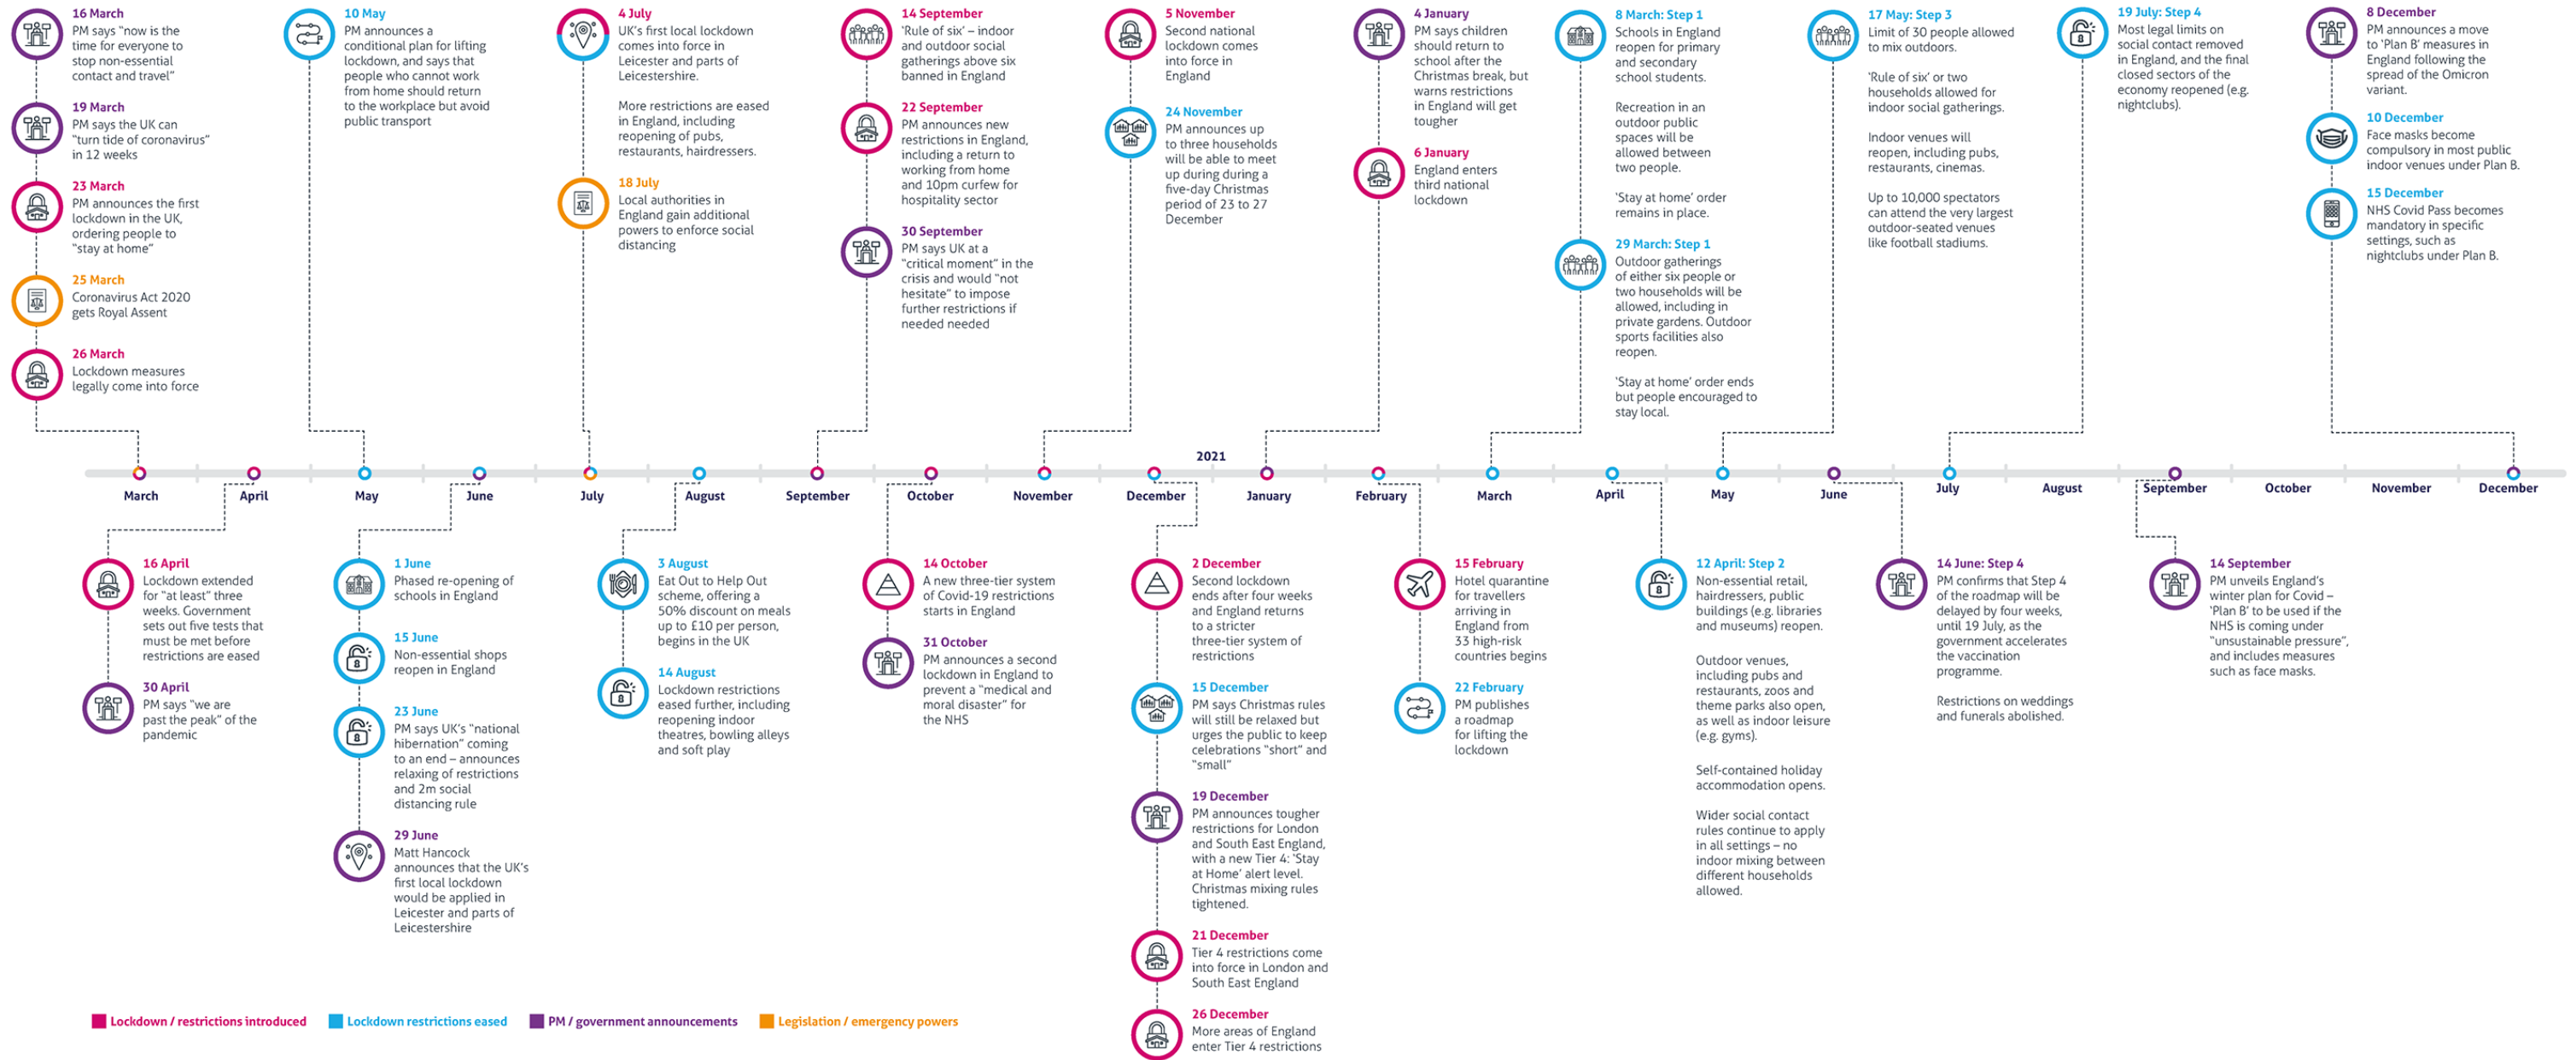 16 March
PM says “now is the
time for everyone to
stop non-essential
contact and travel”
19 March
PM says the UK can
“turn tide of coronavirus”
in 12 weeks
23 March
PM announces the first
lockdown in the UK,
ordering people to
“stay at home”
25 March
Coronavirus Act 2020
gets Royal Assent
26 March
Lockdown measures
legally come into force
10 May
PM announces a
conditional plan for lifting
lockdown, and says that
people who cannot work
from home should return
to the workplace but avoid
public transport
4 July
UK’s first local lockdown
comes into force in
Leicester and parts of
Leicestershire.
More restrictions are eased
in England, including
reopening of pubs,
restaurants, hairdressers.
18 July
Local authorities in
England gain additional
powers to enforce social
distancing
14 September
‘Rule of six’ – indoor
and outdoor social
gatherings above six
banned in England
22 September
PM announces new
restrictions in England,
including a return to
working from home
and 10pm curfew for
hospitality sector
30 September
PM says UK at a
“critical moment” in the
crisis and would “not
hesitate” to impose
further restrictions if
needed needed
5 November
Second national
lockdown comes
into force in
England
24 November
PM announces up
to three households
will be able to meet
up during during a
five-day Christmas
period of 23 to 27
December
4 January
PM says children
should return to
school after the
Christmas break, but
warns restrictions
in England will get
tougher
6 January
England enters
third national
lockdown
8 March: Step 1
Schools in England
reopen for primary
and secondary
school students.
Recreation in an
outdoor public
spaces will be
allowed between
two people.
‘Stay at home’ order
remains in place.
29 March: Step 1
Outdoor gatherings
of either six people or
two households will be
allowed, including in
private gardens. Outdoor
sports facilities also
reopen.
‘Stay at home’ order ends
but people encouraged to
stay local.
17 May: Step 3
Limit of 30 people allowed
to mix outdoors.
‘Rule of six’ or two
households allowed for
indoor social gatherings.
Indoor venues will
reopen, including pubs,
restaurants, cinemas.
Up to 10,000 spectators
can attend the very largest
outdoor-seated venues
like football stadiums.
19 July: Step 4
Most legal limits on
social contact removed
in England, and the final
closed sectors of the
economy reopened (e.g.
nightclubs).
8 December
PM announces a move
to ‘Plan B’ measures in
England following the
spread of the Omicron
variant.
10 December
Face masks become
compulsory in most public
indoor venues under Plan B.
15 December
NHS Covid Pass becomes
mandatory in specific
settings, such as
nightclubs under Plan B.
2021
March April May June July August September October November December January February March April May June July August September October November December
16 April
Lockdown extended
for “at least” three
weeks. Government
sets out five tests that
must be met before
restrictions are eased
30 April
PM says “we are
past the peak” of the
pandemic
1 June
Phased re-opening of
schools in England
15 June
Non-essential shops
reopen in England
23 June
PM says UK’s “national
hibernation” coming
to an end – announces
relaxing of restrictions
and 2m social
distancing rule
29 June
Matt Hancock
announces that the UK’s
first local lockdown
would be applied in
Leicester and parts of
Leicestershire
3 August
Eat Out to Help Out
scheme, offering a
50% discount on meals
up to £10 per person,
begins in the UK
14 August
Lockdown restrictions
eased further, including
reopening indoor
theatres, bowling alleys
and soft play
14 October
A new three-tier system
of Covid-19 restrictions
starts in England
31 October
PM announces a second
lockdown in England to
prevent a “medical and
moral disaster” for
the NHS
2 December
Second lockdown
ends after four weeks
and England returns
to a stricter
three-tier system of
restrictions
15 December
PM says Christmas rules
will still be relaxed but
urges the public to keep
celebrations “short” and
“small”
19 December
PM announces tougher
restrictions for London
and South East England,
with a new Tier 4: ‘Stay
at Home’ alert level.
Christmas mixing rules
tightened.
21 December
Tier 4 restrictions come
into force in London and
South East England
26 December
More areas of England
enter Tier 4 restrictions
15 February
Hotel quarantine
for travellers
arriving in
England from
33 high-risk
countries begins
22 February
PM publishes
a roadmap
for lifting the
lockdown
12 April: Step 2
Non-essential retail,
hairdressers, public
buildings (e.g. libraries
and museums) reopen.
Outdoor venues,
including pubs and
restaurants, zoos and
theme parks also open,
as well as indoor leisure
(e.g. gyms).
Self-contained holiday
accommodation opens.
Wider social contact
rules continue to apply
in all settings – no
indoor mixing between
different households
allowed.
14 June: Step 4
PM confirms that Step 4
of the roadmap will be
delayed by four weeks,
until 19 July, as the
government accelerates
the vaccination
programme.
Restrictions on weddings
and funerals abolished.
14 September
PM unveils England’s
winter plan for Covid –
‘Plan B’ to be used if the
NHS is coming under
“unsustainable pressure”,
and includes measures
such as face masks.
Lockdown / restrictions introduced
Lockdown restrictions eased
PM / government announcements
Legislation / emergency powers